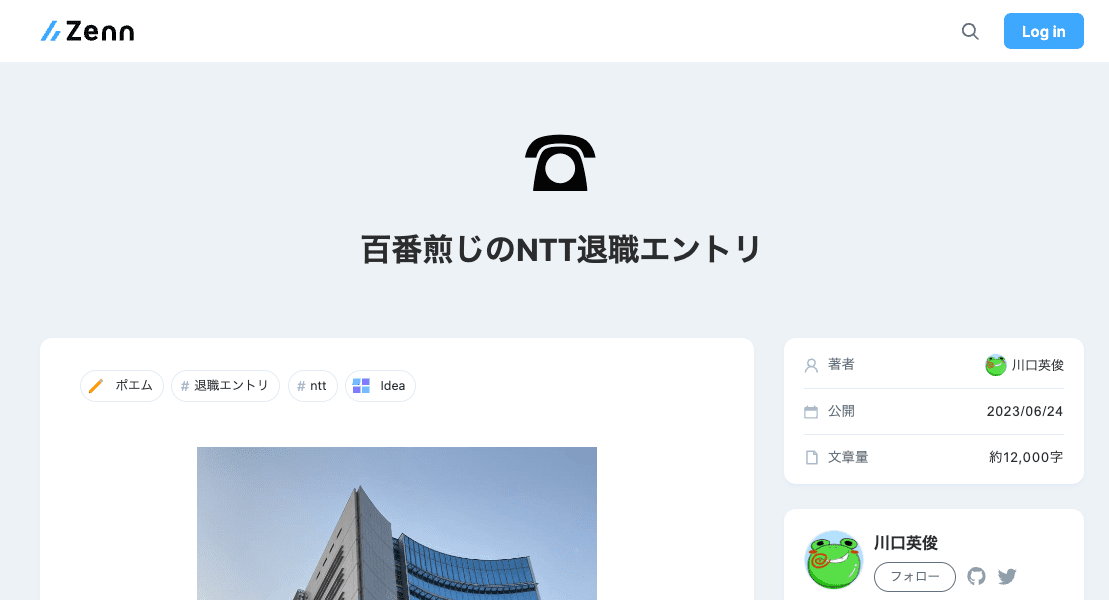 Zenn
Log in
百番煎じのNTT退職エントリ
ポエム
# 退職エントリ
# ntt
Idea
著者
川口英俊
公開
2023/06/24
文章量
約12,000字
川口英俊
フォロー